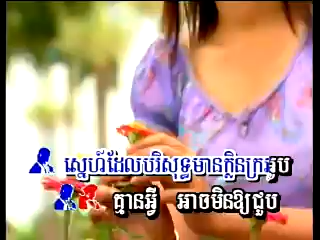 ស្នេហ៍ដែលបរិសុទ្ធមានក្លិនក្រអូប
គ្មានអ្វី អាចមិនឱ្យជួប